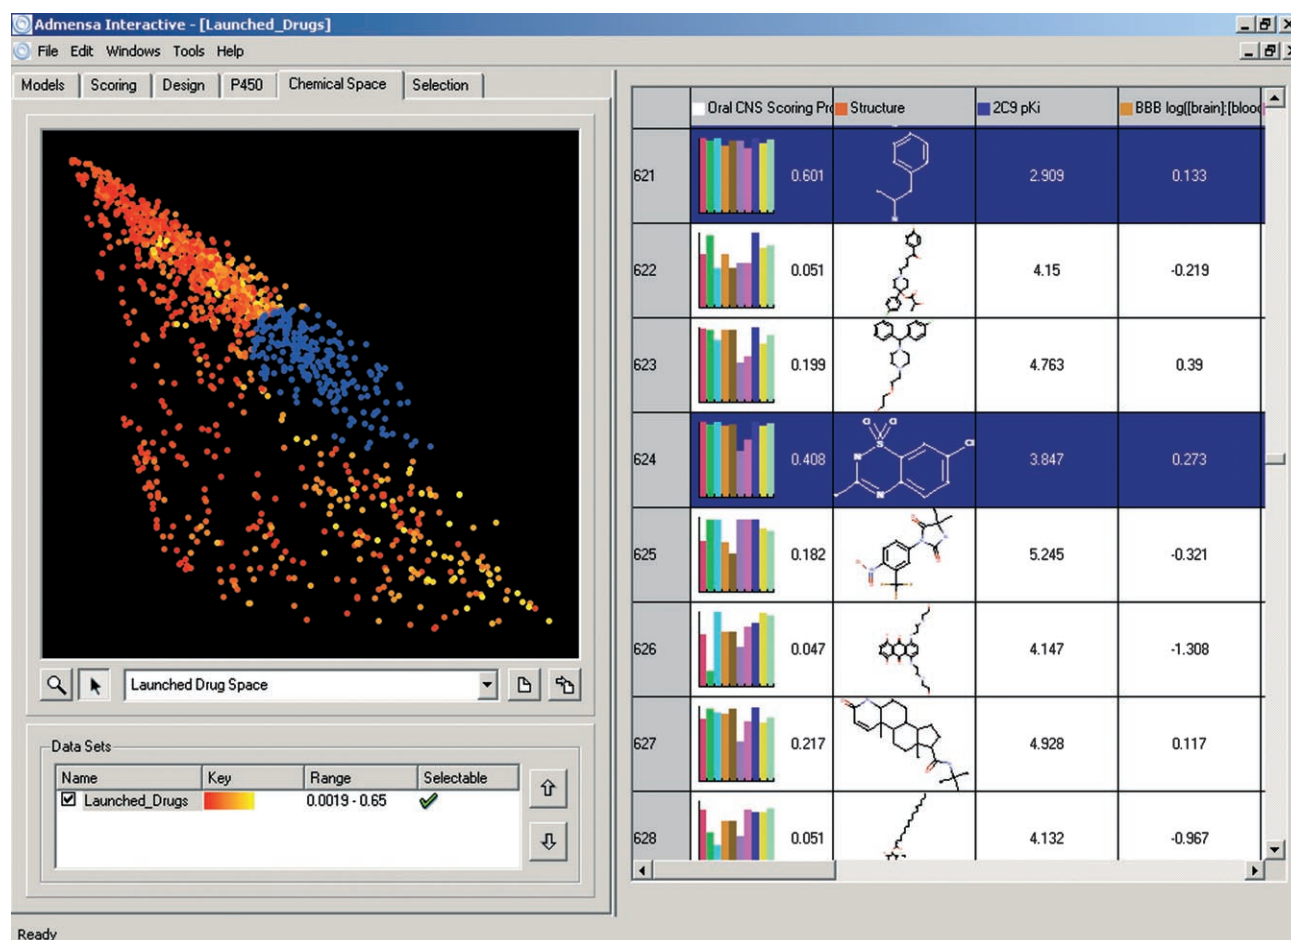 Admensa Interactive - [Launched_Drugs]
File Edit Windows Tools Help
Models Scoring Design P450 Chemical Space Selection
Launched Drug Space
Data Sets
Name Key Range Selectable
Launched_Drugs 0.0019 - 0.65
Oral CNS Scoring Pr Structure 2C9 pKi BBB log([brain]:[blood
621 0.601 2.909 0.133
622 0.051 4.15 -0.219
623 0.199 4.763 0.39
624 0.408 3.847 0.273
625 0.182 5.245 -0.321
626 0.047 4.147 -1.308
627 0.217 4.928 0.117
628 0.051 4.132 -0.967
Ready